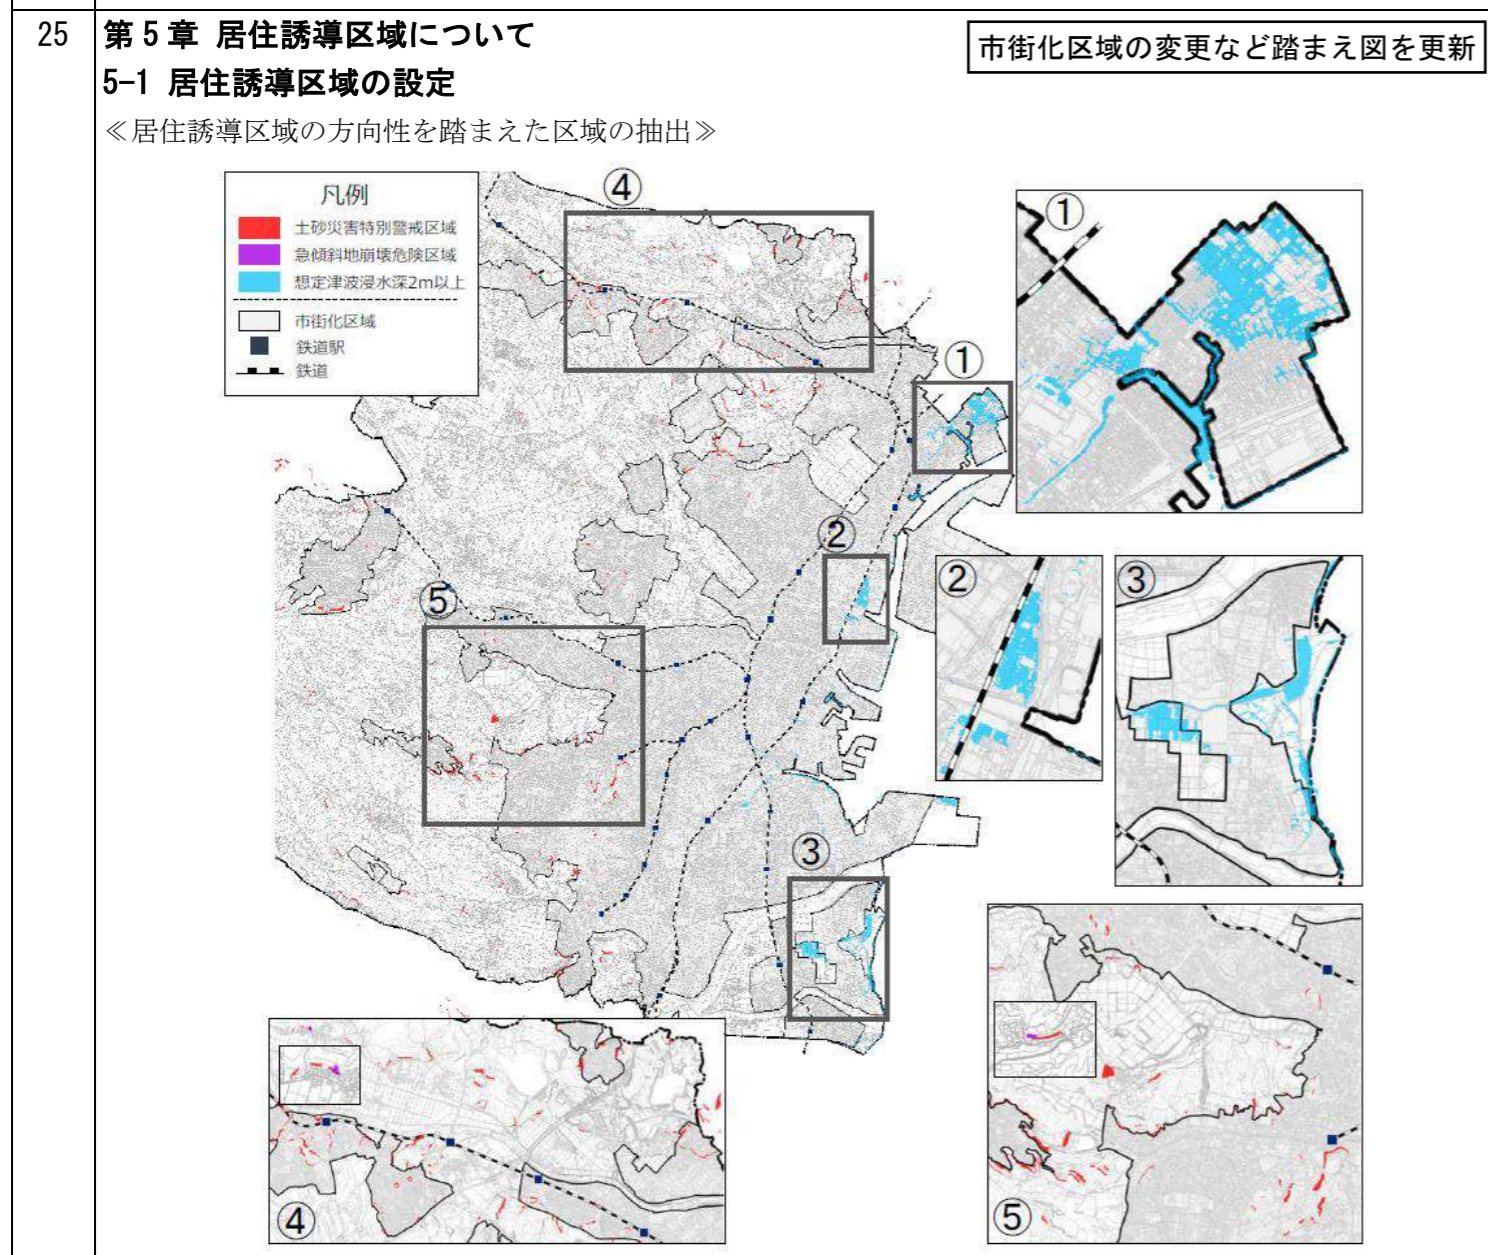 25
第5章 居住誘導区域について
市街化区域の変更など踏まえ図を更新
5-1 居住誘導区域の設定
≪居住誘導区域の方向性を踏まえた区域の抽出≫
凡例
土砂災害特別警戒区域
急傾斜地崩壊危険区域
想定津波浸水深2m以上
市街化区域
鉄道駅
鉄道
④
①
①
②
⑤
②
③
③
④
⑤